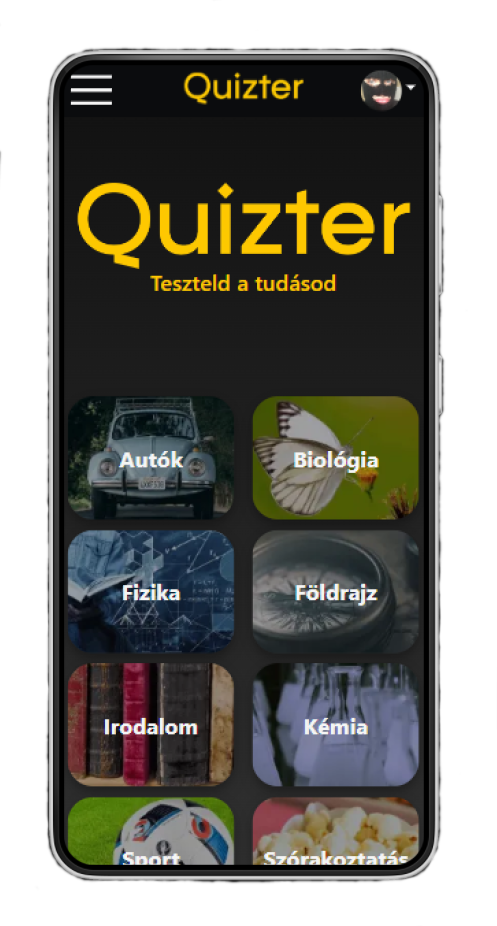 Quizter
Quizter
Teszteld a tudásod
Autók
Biológia
Fizika
Földrajz
Irodalom
Kémia
Sport
Szórakoztatás